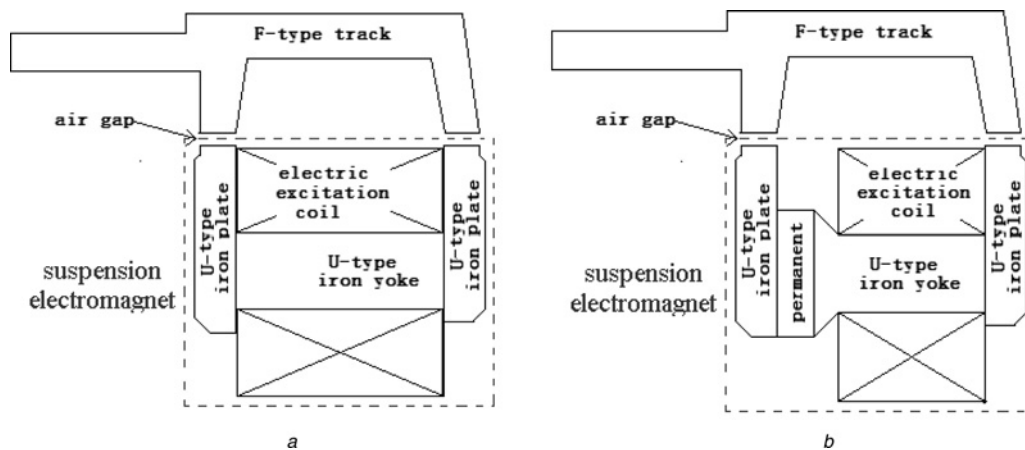 F-type track
air gap
electric
excitation
coil
U-type
iron plate
U-type
iron yoke
U-type
iron plate
suspension
electromagnet
a
F-type track
air gap
electric
excitation
coil
U-type
iron plate
permanent
U-type
iron yoke
U-type
iron plate
suspension
electromagnet
b